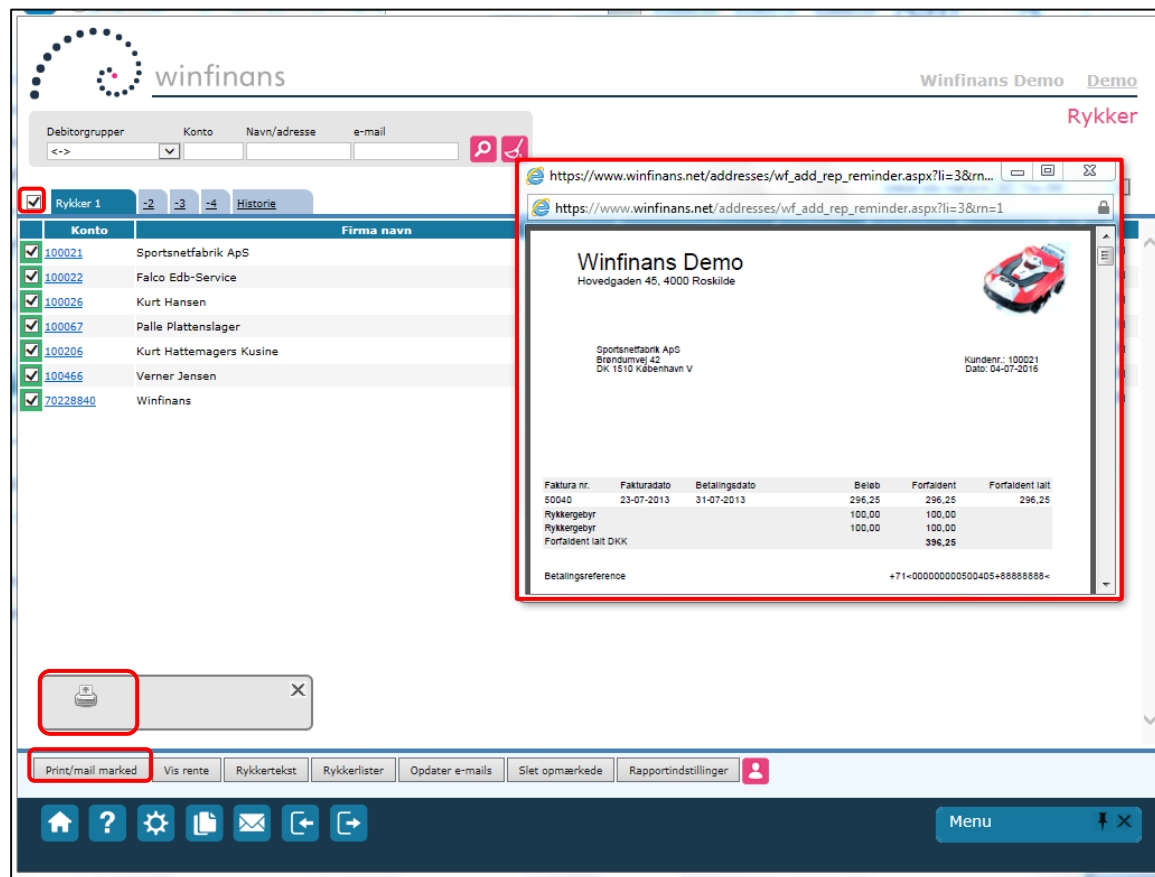 winfinans
Winfinans Demo Demo
Rykker
Debitorgrupper Konto Navn/adresse e-mail
<->
Rykker 1 -2 -3 -4 Historie
Konto Firma navn
100021 Sportsnetfabrik ApS
100022 Falco Edb-Service
100026 Kurt Hansen
100067 Palle Plattenslager
100206 Kurt Hattemagers Kusine
100466 Verner Jensen
70228840 Winfinans
https://www.winfinans.net/addresses/wf_add_rep_reminder.aspx?li=3&rn...
https://www.winfinans.net/addresses/wf_add_rep_reminder.aspx?li=3&rn=1
Winfinans Demo
Hovedgaden 45, 4000 Roskilde
Sportsnetfabrik ApS
Brøndumvej 42
DK 1510 København V
Kundenr.: 100021
Dato: 04-07-2016
Faktura nr. Fakturadato Betalingsdato Beløb Forfaldent Forfaldent ialt
50040 23-07-2013 31-07-2013 296,25 296,25 296,25
Rykkergebyr 100,00 100,00
Rykkergebyr 100,00 100,00
Forfaldent ialt DKK 396,25
Betalingsreference +71<000000000500405+88888888<
Print/mail marked Vis rente Rykkertekst Rykkerlister Opdater e-mails Slet opmærkede Rapportindstillinger
Menu